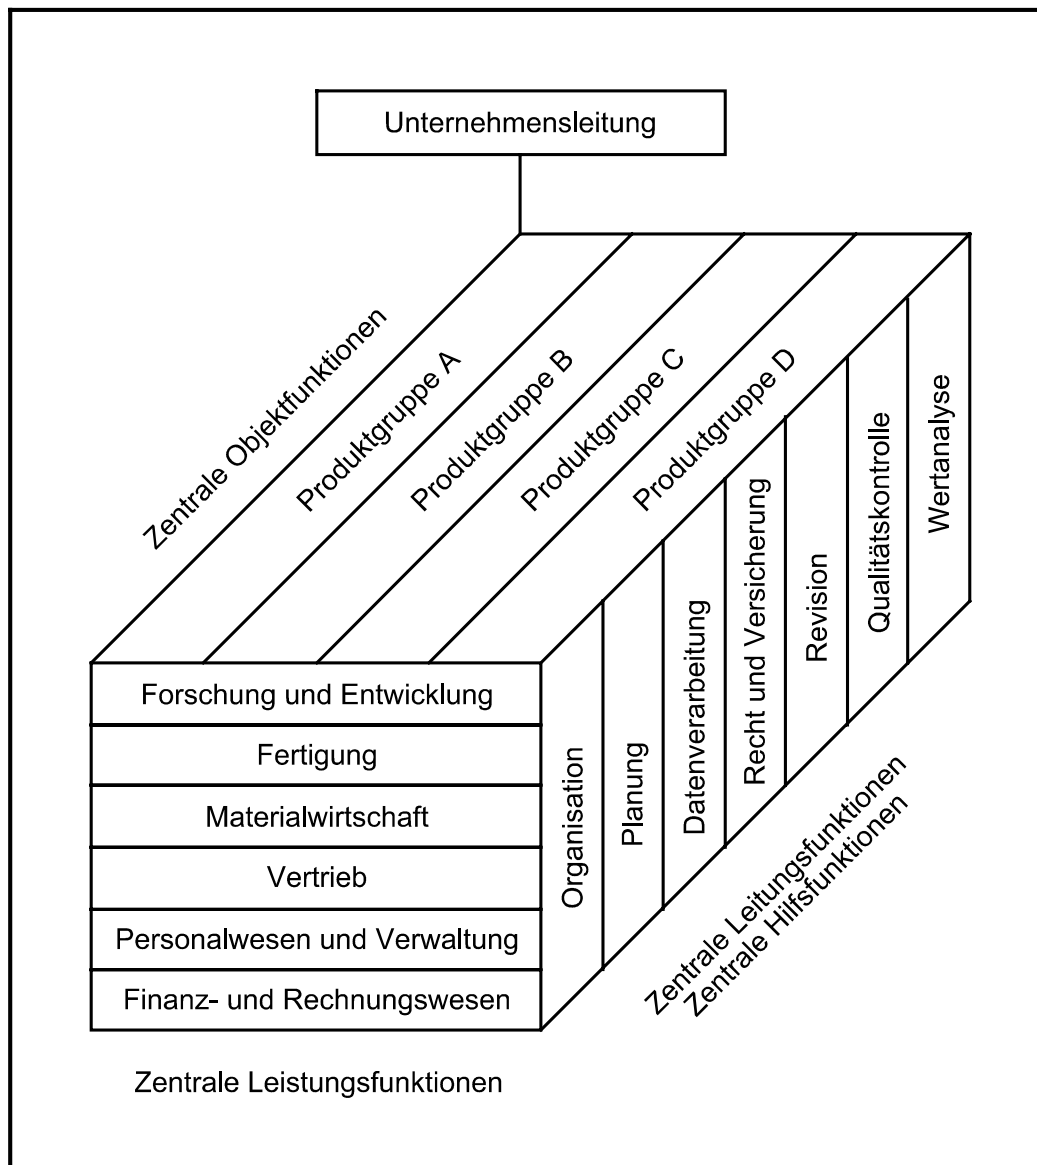 Unternehmensleitung
Zentrale Objektfunktionen
Produktgruppe A
Produktgruppe B
Produktgruppe C
Produktgruppe D
Forschung und Entwicklung
Fertigung
Materialwirtschaft
Vertrieb
Personalwesen und Verwaltung
Finanz- und Rechnungswesen
Organisation
Planung
Datenverarbeitung
Recht und Versicherung
Revision
Qualitätskontrolle
Wertanalyse
Zentrale Leitungsfunktionen
Zentrale Hilfsfunktionen
Zentrale Leistungsfunktionen